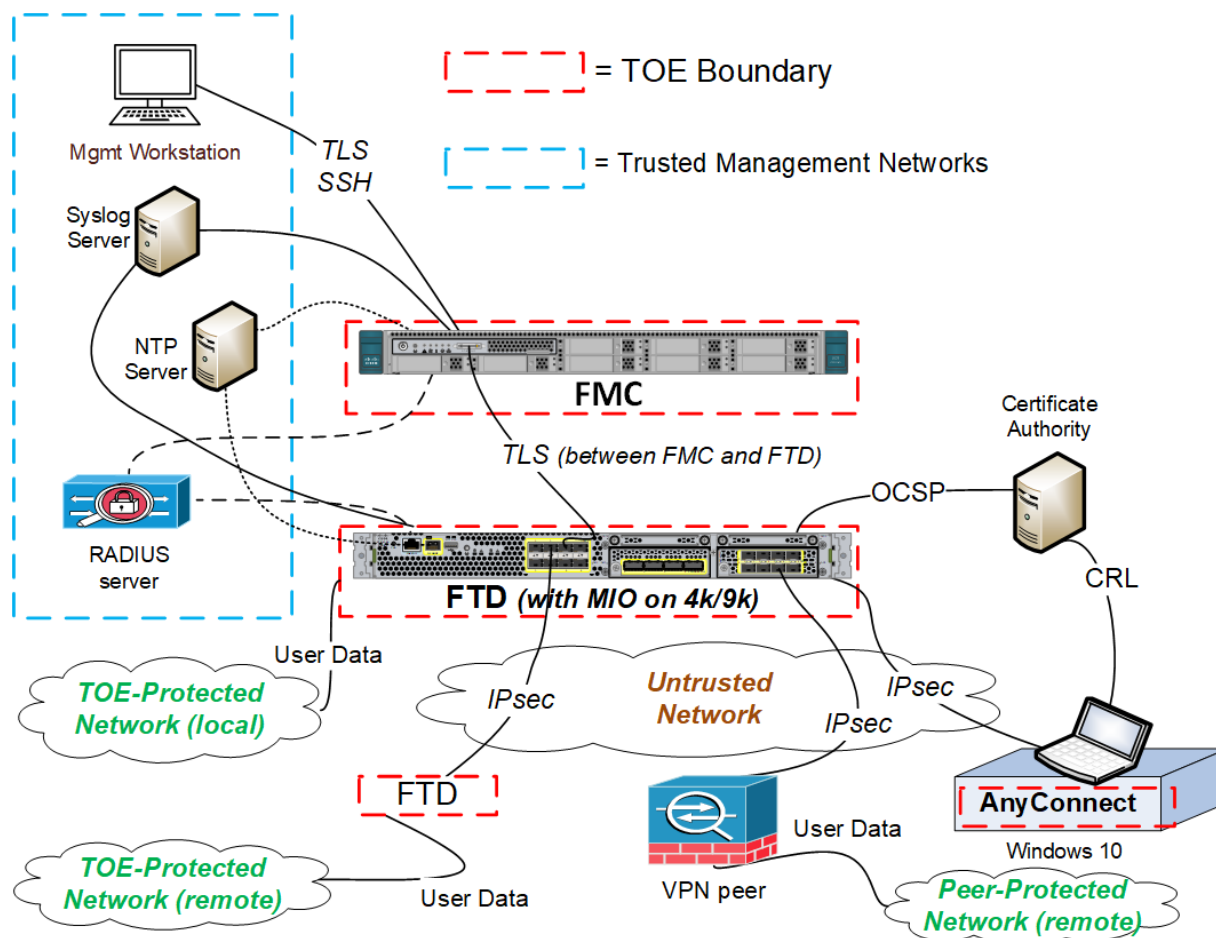 = TOE Boundary
Mgmt Workstation
TLS
SSH
= Trusted Management Networks
Syslog
Server
NTP
Server
FMC
Certificate
Authority
TLS (between FMC and FTD)
OCSP
RADIUS
server
CRL
FTD (with MIO on 4k/9k)
User Data
TOE-Protected
Network (local)
IPsec
Untrusted
Network
IPsec
IPsec
FTD
AnyConnect
User Data
Windows 10
TOE-Protected
Network (remote)
User Data
VPN peer
Peer-Protected
Network (remote)